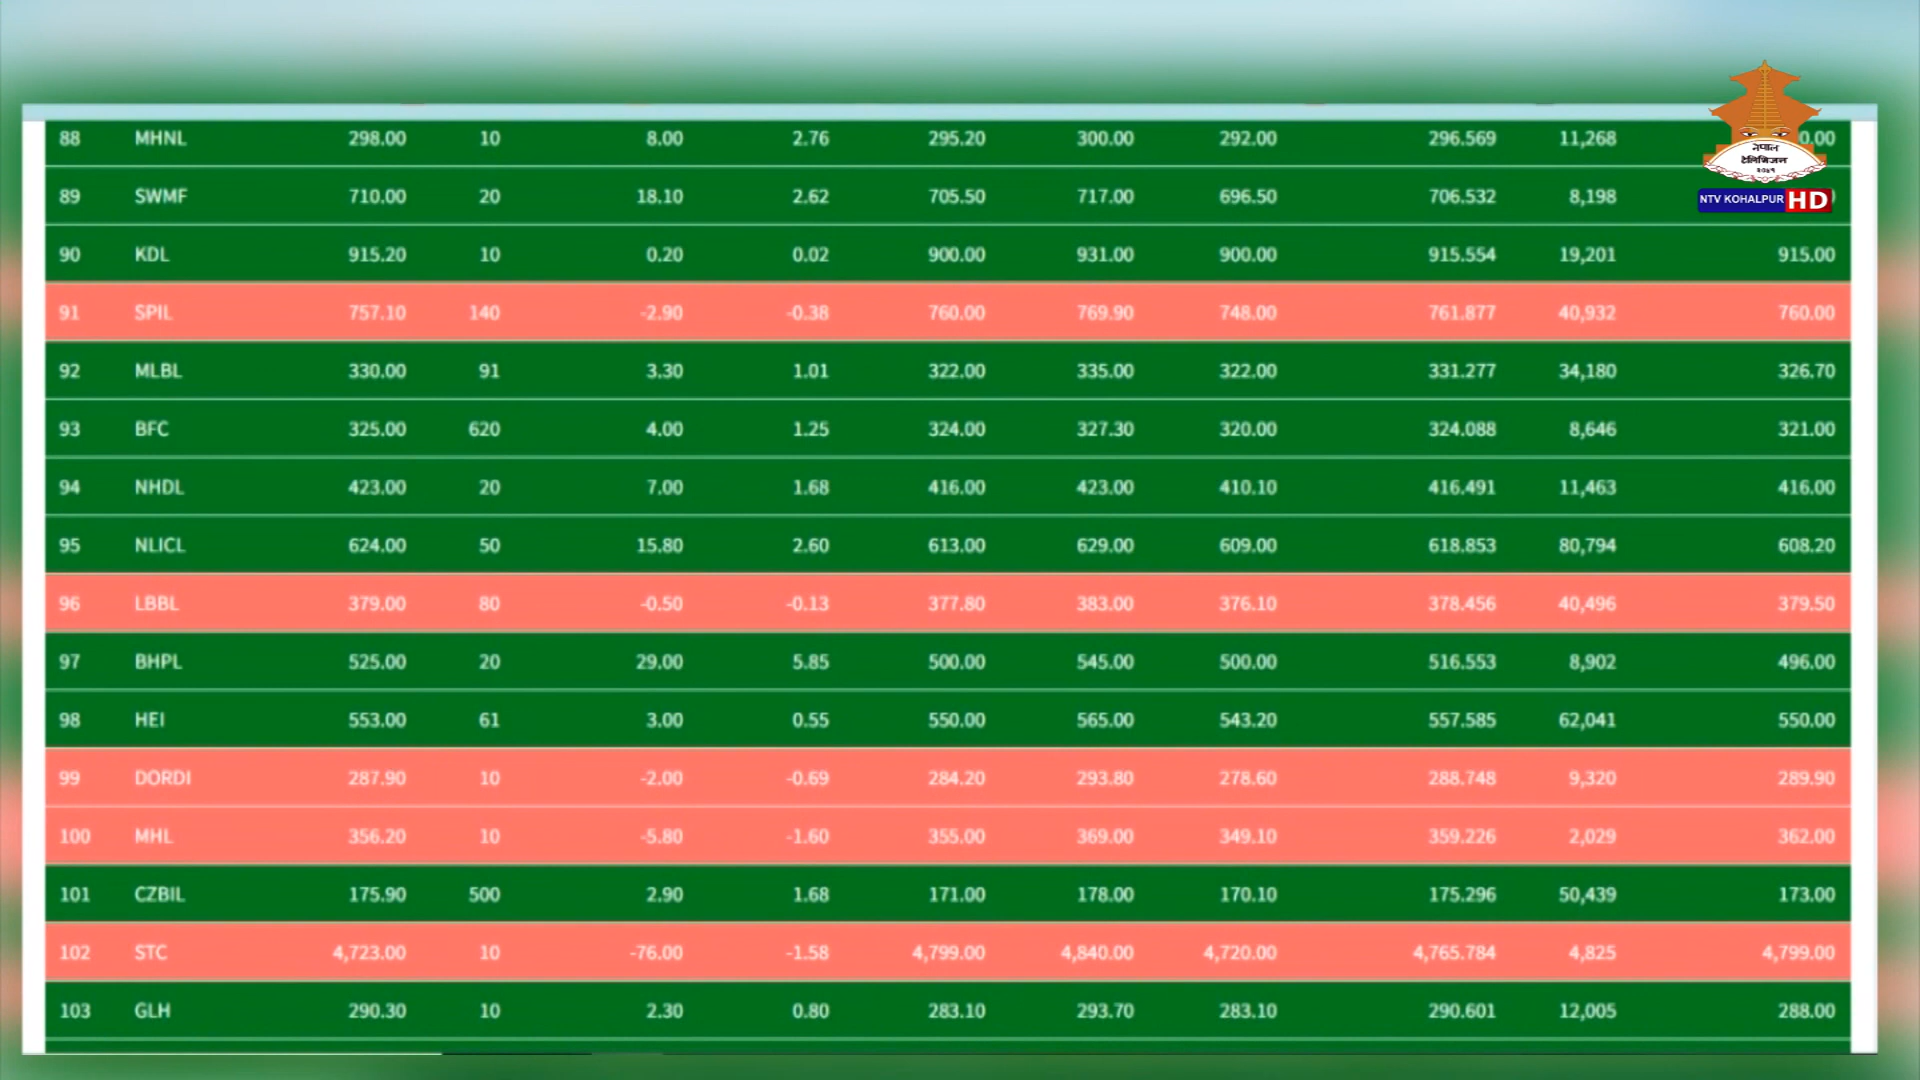 88 MHNL 298.00 10 8.00 2.76 295.20 300.00 292.00 296.569 11,268 0.00
नेपाल
टेलिभिजन
२०४१
NTV KOHALPUR HD
89 SWMF 710.00 20 18.10 2.62 705.50 717.00 696.50 706.532 8,198
90 KDL 915.20 10 0.20 0.02 900.00 931.00 900.00 915.554 19,201 915.00
91 SPIL 757.10 140 -2.90 -0.38 760.00 769.90 748.00 761.877 40,932 760.00
92 MLBL 330.00 91 3.30 1.01 322.00 335.00 322.00 331.277 34,180 326.70
93 BFC 325.00 620 4.00 1.25 324.00 327.30 320.00 324.088 8,646 321.00
94 NHDL 423.00 20 7.00 1.68 416.00 423.00 410.10 416.491 11,463 416.00
95 NLICL 624.00 50 15.80 2.60 613.00 629.00 609.00 618.853 80,794 608.20
96 LBBL 379.00 80 -0.50 -0.13 377.80 383.00 376.10 378.456 40,496 379.50
97 BHPL 525.00 20 29.00 5.85 500.00 545.00 500.00 516.553 8,902 496.00
98 HEI 553.00 61 3.00 0.55 550.00 565.00 543.20 557.585 62,041 550.00
99 DORDI 287.90 10 -2.00 -0.69 284.20 293.80 278.60 288.748 9,320 289.90
100 MHL 356.20 10 -5.80 -1.60 355.00 369.00 349.10 359.226 2,029 362.00
101 CZBIL 175.90 500 2.90 1.68 171.00 178.00 170.10 175.296 50,439 173.00
102 STC 4,723.00 10 -76.00 -1.58 4,799.00 4,840.00 4,720.00 4,765.784 4,825 4,799.00
103 GLH 290.30 10 2.30 0.80 283.10 293.70 283.10 290.601 12,005 288.00